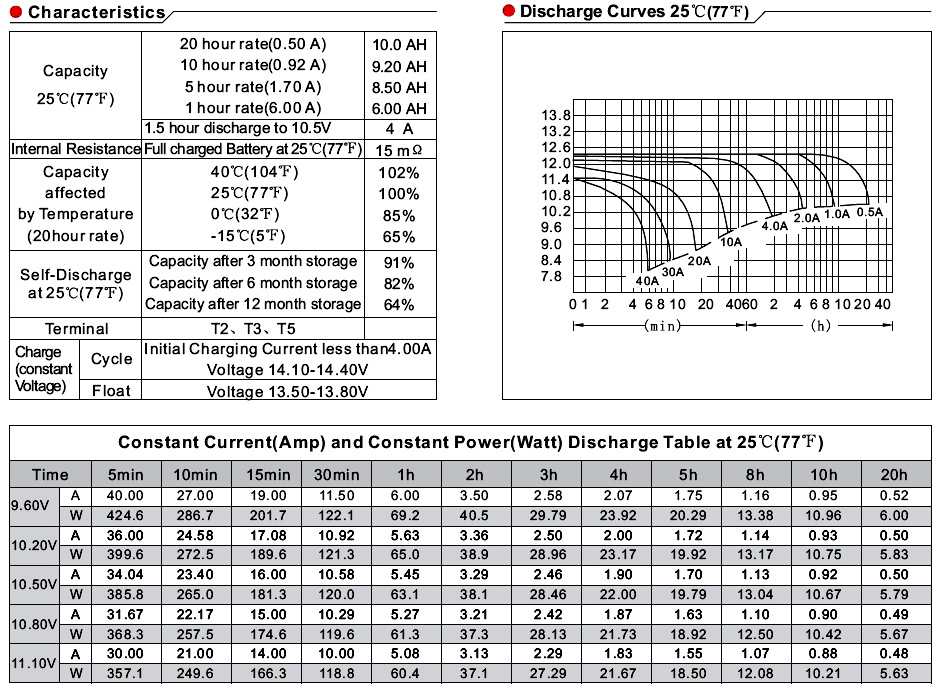 Characteristics
Capacity
25℃(77℉)
20 hour rate(0.50 A) 10.0 AH
10 hour rate(0.92 A) 9.20 AH
5 hour rate(1.70 A) 8.50 AH
1 hour rate(6.00 A) 6.00 AH
1.5 hour discharge to 10.5V 4 A
Internal Resistance Full charged Battery at 25℃(77℉) 15 mΩ
Capacity 40℃(104℉) 102%
affected 25℃(77℉) 100%
by Temperature 0℃(32℉) 85%
(20hour rate) -15℃(5℉) 65%
Self-Discharge
at 25℃(77℉)
Capacity after 3 month storage 91%
Capacity after 6 month storage 82%
Capacity after 12 month storage 64%
Terminal T2、T3、T5
Charge
(constant
Voltage)
Cycle
Initial Charging Current less than4.00A
Voltage 14.10-14.40V
Float Voltage 13.50-13.80V
Discharge Curves 25℃(77℉)
13.8
13.2
12.6
12.0
11.4
10.8
10.2
9.6
9.0
8.4
7.8
40A 30A 20A 10A 4.0A 2.0A 1.0A 0.5A
0 1 2 4 6 8 10 20 40 60 2 4 6 8 10 20 40
(min) (h)
Constant Current(Amp) and Constant Power(Watt) Discharge Table at 25℃(77℉)
Time 5min 10min 15min 30min 1h 2h 3h 4h 5h 8h 10h 20h
9.60V
A 40.00 27.00 19.00 11.50 6.00 3.50 2.58 2.07 1.75 1.16 0.95 0.52
W 424.6 286.7 201.7 122.1 69.2 40.5 29.79 23.92 20.29 13.38 10.96 6.00
10.20V
A 36.00 24.58 17.08 10.92 5.63 3.36 2.50 2.00 1.72 1.14 0.93 0.50
W 399.6 272.5 189.6 121.3 65.0 38.9 28.96 23.17 19.92 13.17 10.75 5.83
10.50V
A 34.04 23.40 16.00 10.58 5.45 3.29 2.46 1.90 1.70 1.13 0.92 0.50
W 385.8 265.0 181.3 120.0 63.1 38.1 28.46 22.00 19.79 13.04 10.67 5.79
10.80V
A 31.67 22.17 15.00 10.29 5.27 3.21 2.42 1.87 1.63 1.10 0.90 0.49
W 368.3 257.5 174.6 119.6 61.3 37.3 28.13 21.73 18.92 12.50 10.42 5.67
11.10V
A 30.00 21.00 14.00 10.00 5.08 3.13 2.29 1.83 1.55 1.07 0.88 0.48
W 357.1 249.6 166.3 118.8 60.4 37.1 27.29 21.67 18.50 12.08 10.21 5.63